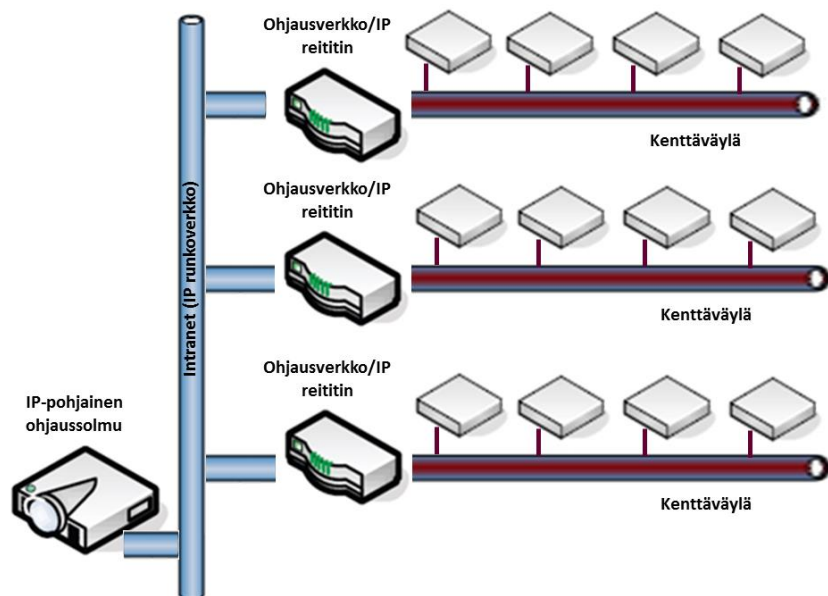 Ohjausverkko/IP
reititin
Kenttäväylä
Ohjausverkko/IP
reititin
Intranet (IP runkoverkko)
Kenttäväylä
Ohjausverkko/IP
reititin
IP-pohjainen
ohjaussolmu
Kenttäväylä